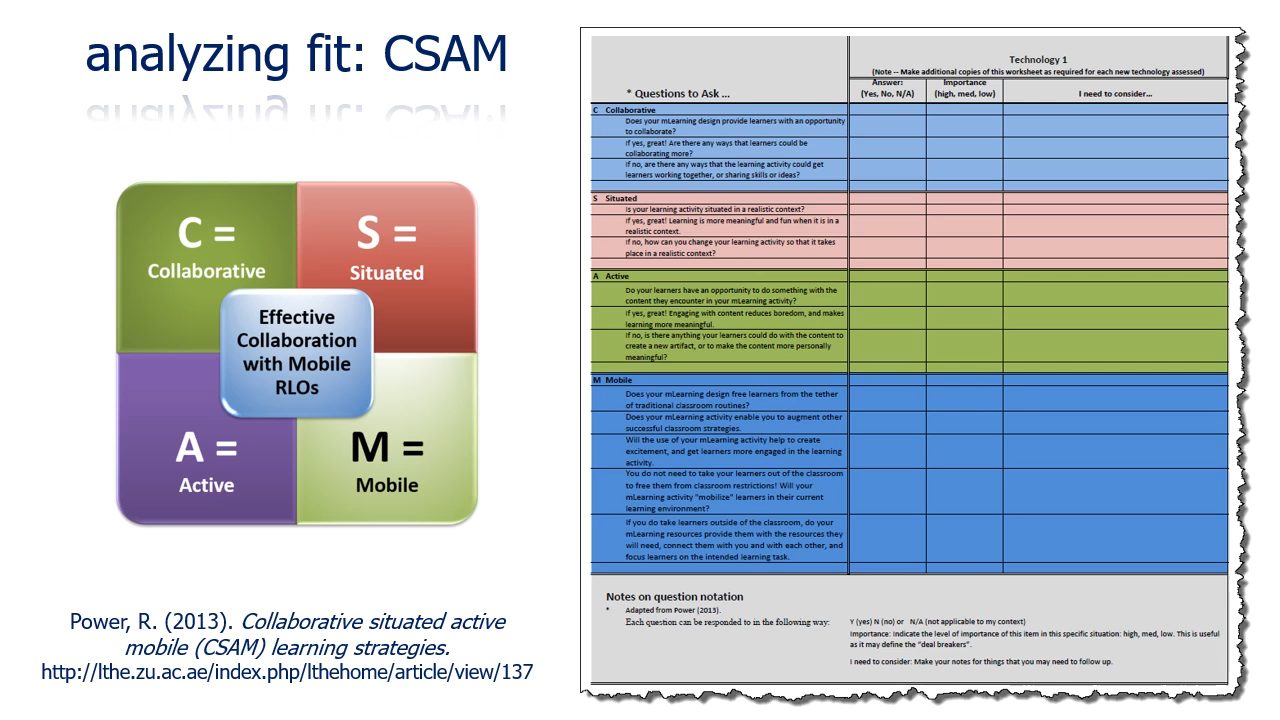 analyzing fit: CSAM
C =
Collaborative
S =
Situated
Effective
Collaboration
with Mobile
RLOs
A =
Active
M =
Mobile
Power, R. (2013). Collaborative situated active
mobile (CSAM) learning strategies.
http://lthe.zu.ac.ae/index.php/lthehome/article/view/137
Technology 1
(Note -- Make additional copies of this worksheet as required for each new technology assessed)
* Questions to Ask ...
Answer:
(Yes, No, N/A)
Importance
(high, med, low)
I need to consider...
C Collaborative
Does your mLearning design provide learners with an opportunity
to collaborate?
If yes, great! Are there any ways that learners could be
collaborating more?
If no, are there any ways that the learning activity could get
learners working together, or sharing skills or ideas?
S Situated
Is your learning activity situated in a realistic context?
If yes, great! Learning is more meaningful and fun when it is in a
realistic context.
If no, how can you change your learning activity so that it takes
place in a realistic context?
A Active
Do your learners have an opportunity to do something with the
content they encounter in your mLearning activity?
If yes, great! Engaging with content reduces boredom, and makes
learning more meaningful.
If no, is there anything your learners could do with the content to
create a new artifact, or to make the content more personally
meaningful?
M Mobile
Does your mLearning design free learners from the tether
of traditional classroom routines?
Does your mLearning activity enable you to augment other
successful classroom strategies.
Will the use of your mLearning activity help to create
excitement, and get learners more engaged in the learning
activity.
You do not need to take your learners out of the classroom
to free them from classroom restrictions! Will your
mLearning activity "mobilize" learners in their current
learning environment?
If you do take learners outside of the classroom, do your
mLearning resources provide them with the resources they
will need, connect them with you and with each other, and
focus learners on the intended learning task.
Notes on question notation
* Adapted from Power (2013).
Each question can be responded to in the following way:
Y (yes) N (no) or N/A (not applicable to my context)
Importance: Indicate the level of importance of this item in this specific situation: high, med, low. This is useful
as it may define the "deal breakers".
I need to consider: Make your notes for things that you may need to follow up.